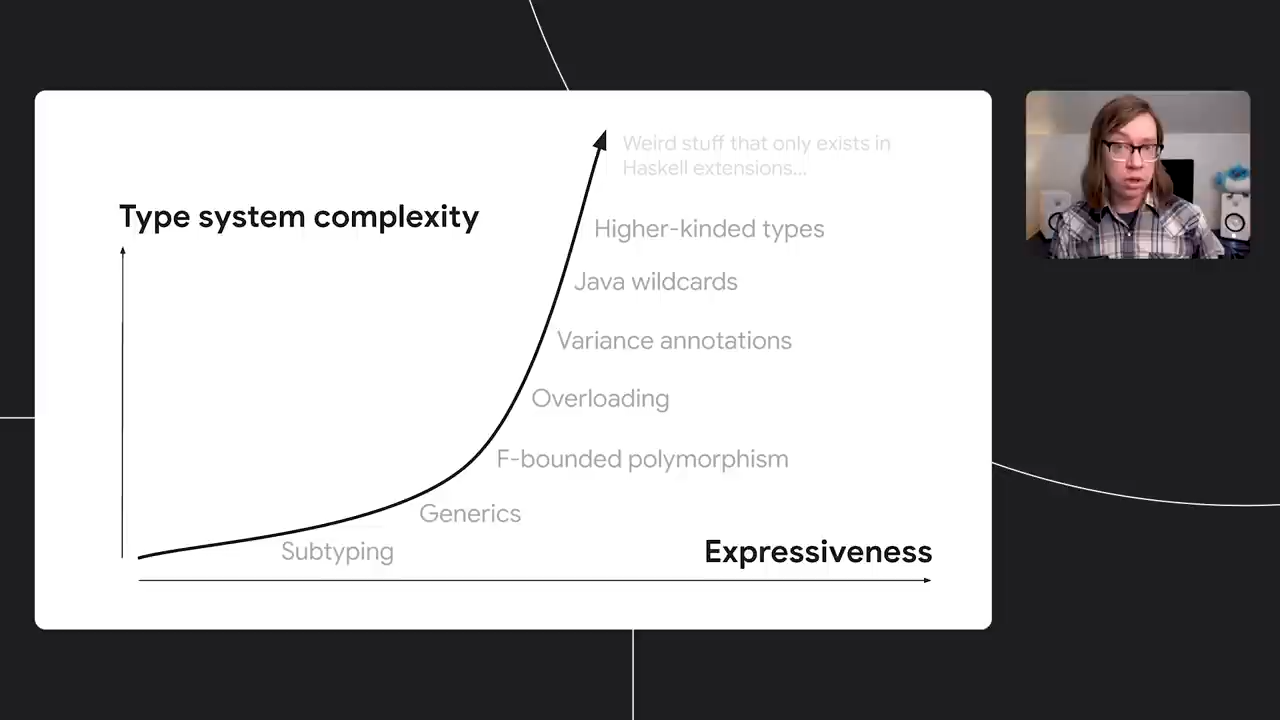 Weird stuff that only exists in
Haskell extensions...
Type system complexity
Higher-kinded types
Java wildcards
Variance annotations
Overloading
F-bounded polymorphism
Generics
Subtyping
Expressiveness